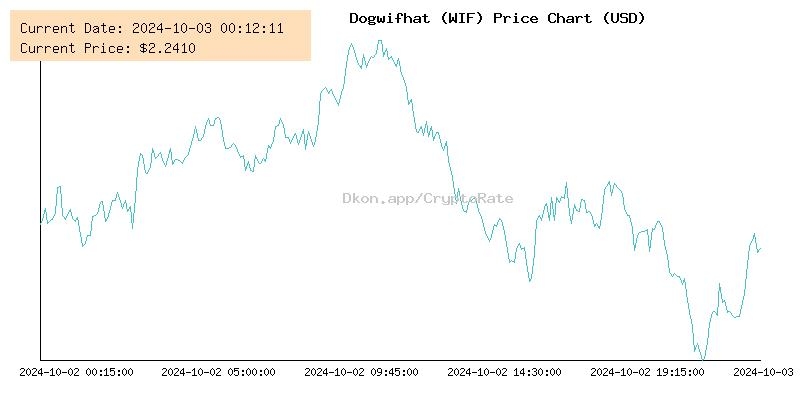 Dogwifhat (WIF) Price Chart (USD)
Current Date: 2024-10-03 00:12:11
Current Price: $2.2410
Dkon.app/CryptoRate
2024-10-02 00:15:00
2024-10-02 05:00:00
2024-10-02 09:45:00
2024-10-02 14:30:00
2024-10-02 19:15:00
2024-10-03